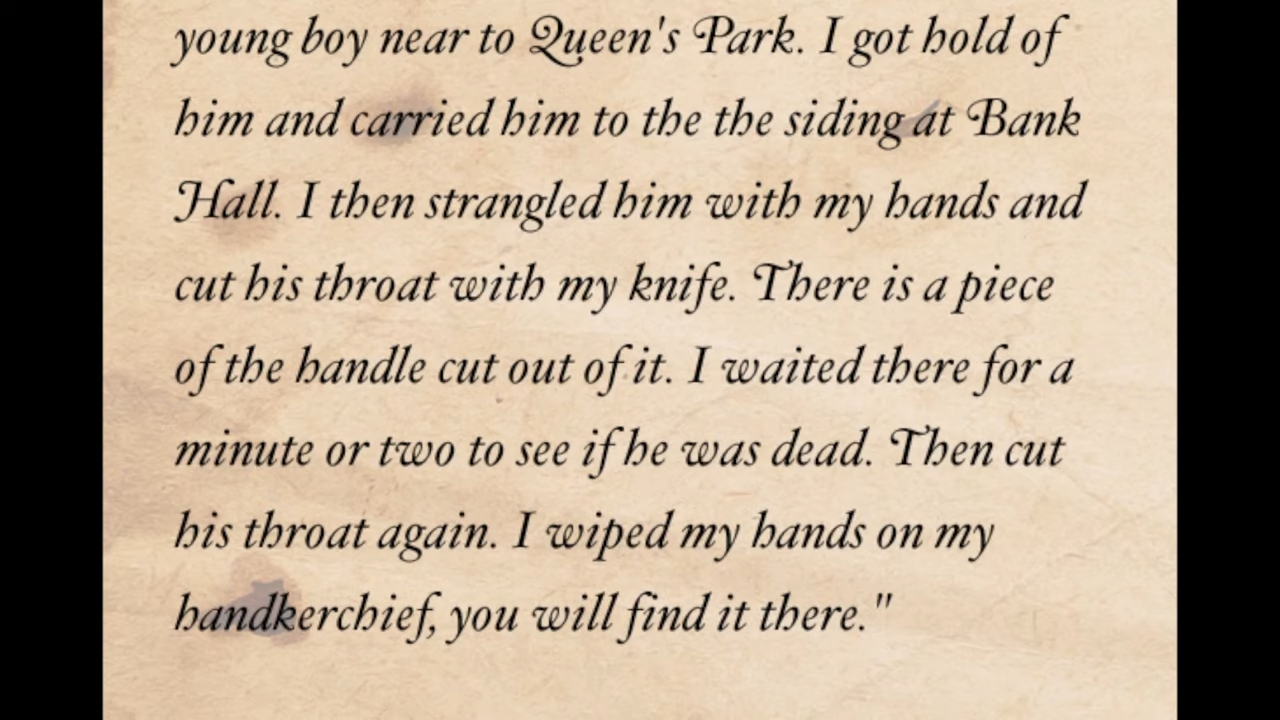 young boy near to Queen's Park. I got hold of
him and carried him to the the siding at Bank
Hall. I then strangled him with my hands and
cut his throat with my knife. There is a piece
of the handle cut out of it. I waited there for a
minute or two to see if he was dead. Then cut
his throat again. I wiped my hands on my
handkerchief, you will find it there."